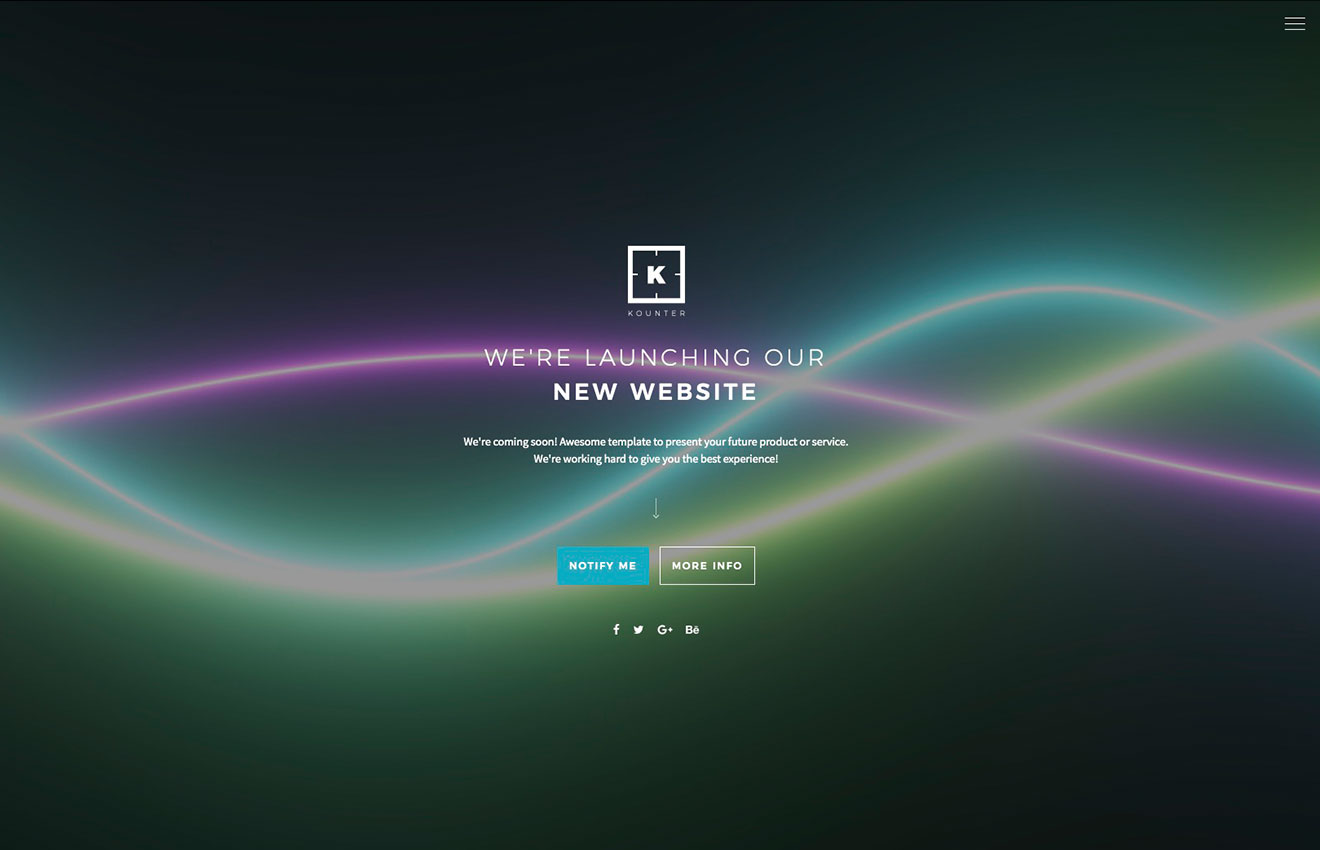 K
KOUNTER
WE'RE LAUNCHING OUR
NEW WEBSITE
We're coming soon! Awesome template to present your future product or service.
We're working hard to give you the best experience!
NOTIFY ME
MORE INFO
G+ Bē